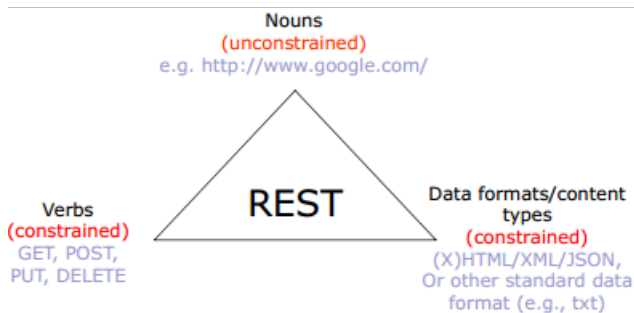 Nouns
(unconstrained)
e.g. http://www.google.com/
REST
Verbs
(constrained)
GET, POST,
PUT, DELETE
Data formats/content
types
(constrained)
(X)HTML/XML/JSON,
Or other standard data
format (e.g., txt)